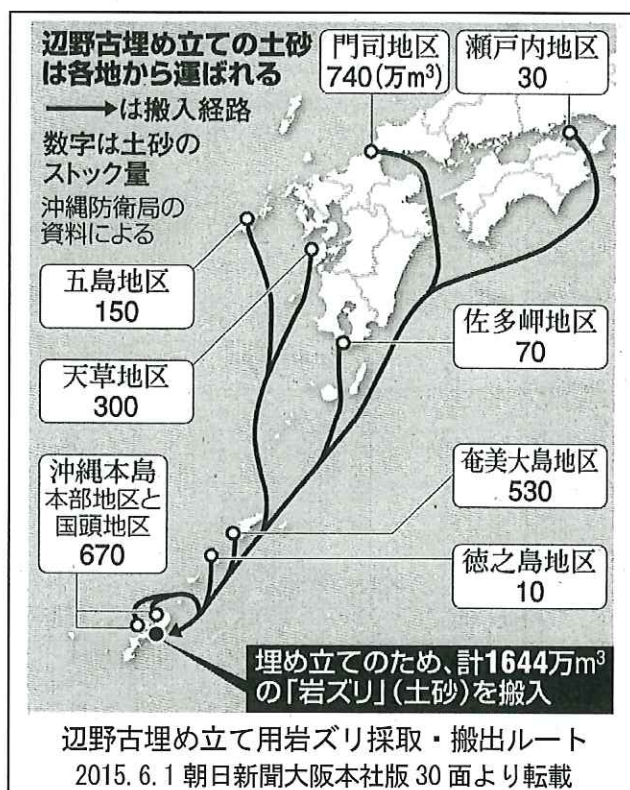 辺野古埋め立ての土砂
は各地から運ばれる
は搬入経路
数字は土砂の
ストック量
沖縄防衛局の
資料による
門司地区
740(万m³)
瀬戸内地区
30
五島地区
150
天草地区
300
佐多岬地区
70
沖縄本島
本部地区と
国頭地区
670
奄美大島地区
530
徳之島地区
10
埋め立てのため、計1644万m³
の「岩ズリ」(土砂)を搬入
辺野古埋め立て用岩ズリ採取・搬出ルート
2015.6.1 朝日新聞大阪本社版 30 面より転載